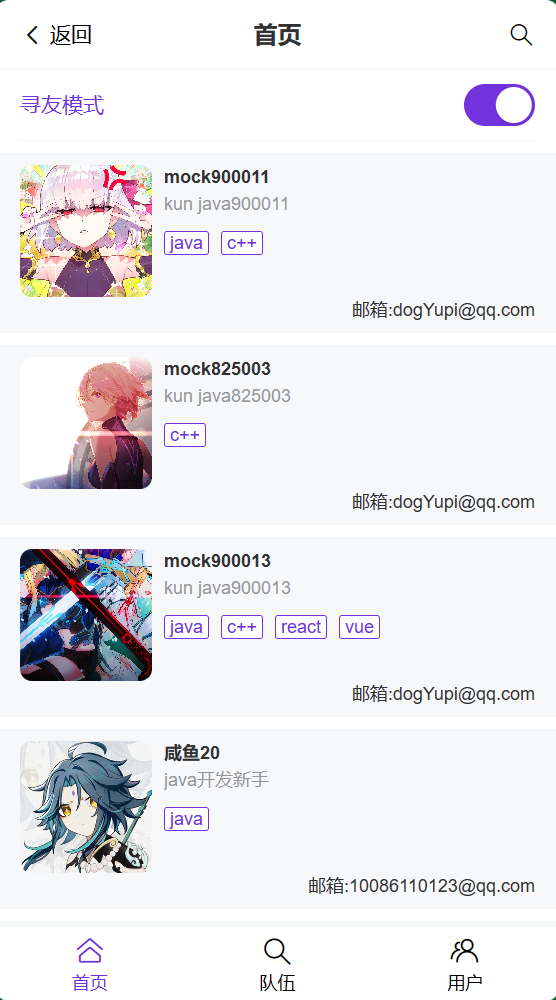 返回
首页
寻友模式
mock900011
kun java900011
java c++
邮箱:dogYupi@qq.com
mock825003
kun java825003
c++
邮箱:dogYupi@qq.com
mock900013
kun java900013
java c++ react vue
邮箱:dogYupi@qq.com
咸鱼20
java开发新手
java
邮箱:10086110123@qq.com
首页 队伍 用户